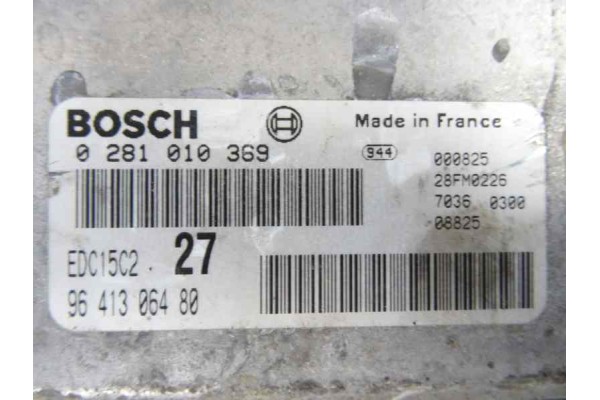 BOSCH
Made in France
0 281 010 369
944
000825
28FM0226
7036 0300
08825
EDC15C2 27
96 413 064 80